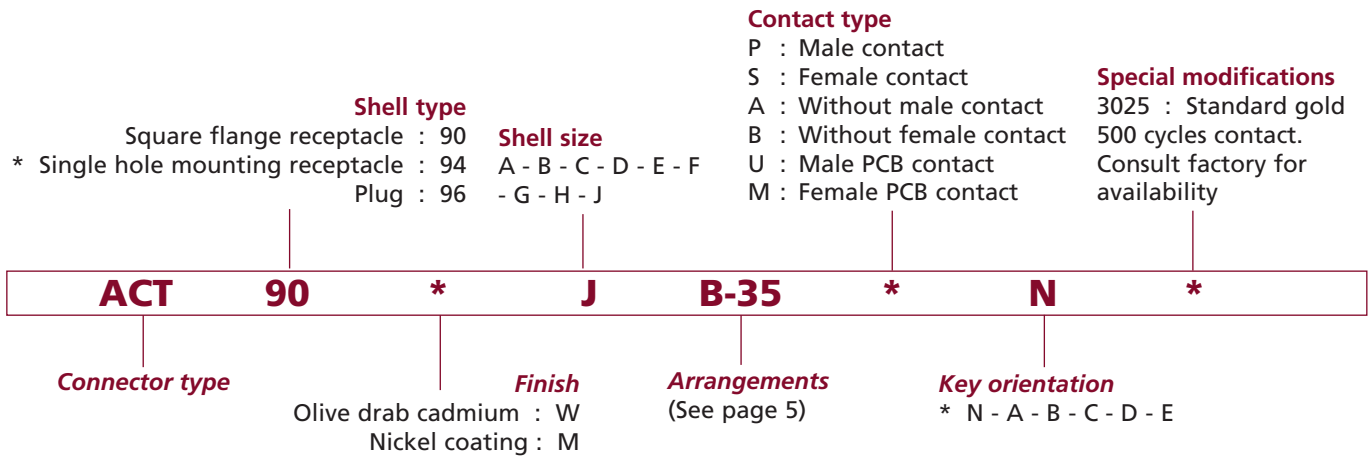 Contact type
P : Male contact
S : Female contact
A : Without male contact
B : Without female contact
U : Male PCB contact
M : Female PCB contact
Special modifications
3025 : Standard gold
500 cycles contact.
Consult factory for
availability
Shell type
Square flange receptacle : 90
* Single hole mounting receptacle : 94
Plug : 96
Shell size
A - B - C - D - E - F
- G - H - J
ACT 90 * J B-35 * N *
Connector type
Finish
Olive drab cadmium : W
Nickel coating : M
Arrangements
(See page 5)
Key orientation
* N - A - B - C - D - E